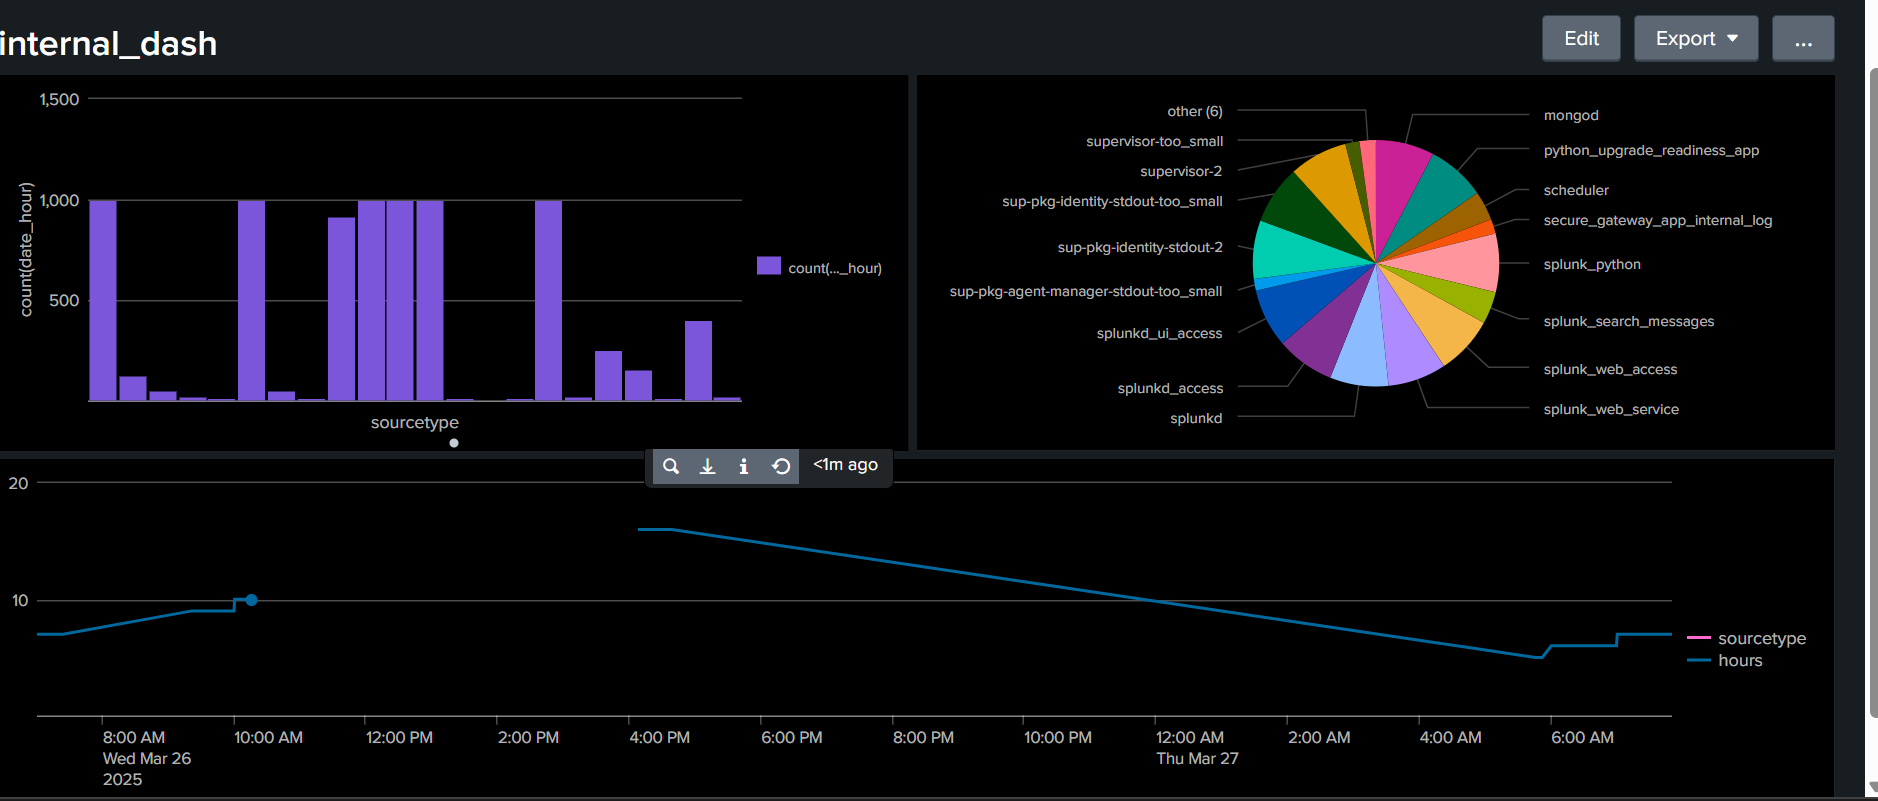 internal_dash
Edit
Export
...
1,500
1,000
500
count(date_hour)
sourcetype
count(..._hour)
other (6)
supervisor-too_small
supervisor-2
sup-pkg-identity-stdout-too_small
sup-pkg-identity-stdout-2
sup-pkg-agent-manager-stdout-too_small
splunkd_ui_access
splunkd_access
splunkd
mongod
python_upgrade_readiness_app
scheduler
secure_gateway_app_internal_log
splunk_python
splunk_search_messages
splunk_web_access
splunk_web_service
<1m ago
20
10
sourcetype
hours
8:00 AM
Wed Mar 26
2025
10:00 AM
12:00 PM
2:00 PM
4:00 PM
6:00 PM
8:00 PM
10:00 PM
12:00 AM
Thu Mar 27
2:00 AM
4:00 AM
6:00 AM